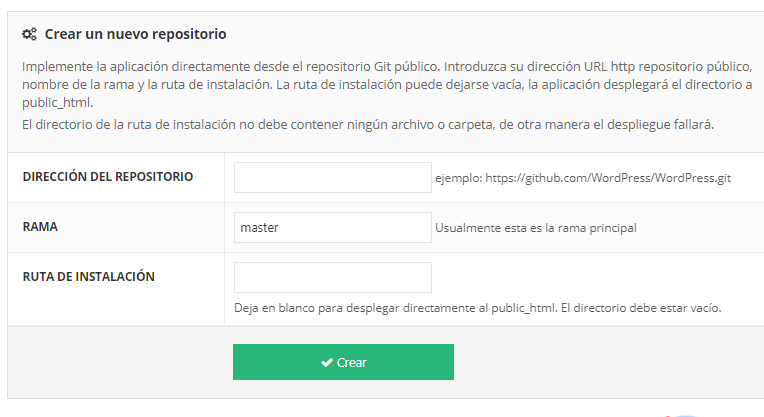 Crear un nuevo repositorio
Implemente la aplicación directamente desde el repositorio Git público. Introduzca su dirección URL http repositorio público,
nombre de la rama y la ruta de instalación. La ruta de instalación puede dejarse vacía, la aplicación desplegará el directorio a
public_html.
El directorio de la ruta de instalación no debe contener ningún archivo o carpeta, de otra manera el despliegue fallará.
DIRECCIÓN DEL REPOSITORIO ejemplo: https://github.com/WordPress/WordPress.git
RAMA master Usualmente esta es la rama principal
RUTA DE INSTALACIÓN
Deja en blanco para desplegar directamente al public_html. El directorio debe estar vacío.
Crear